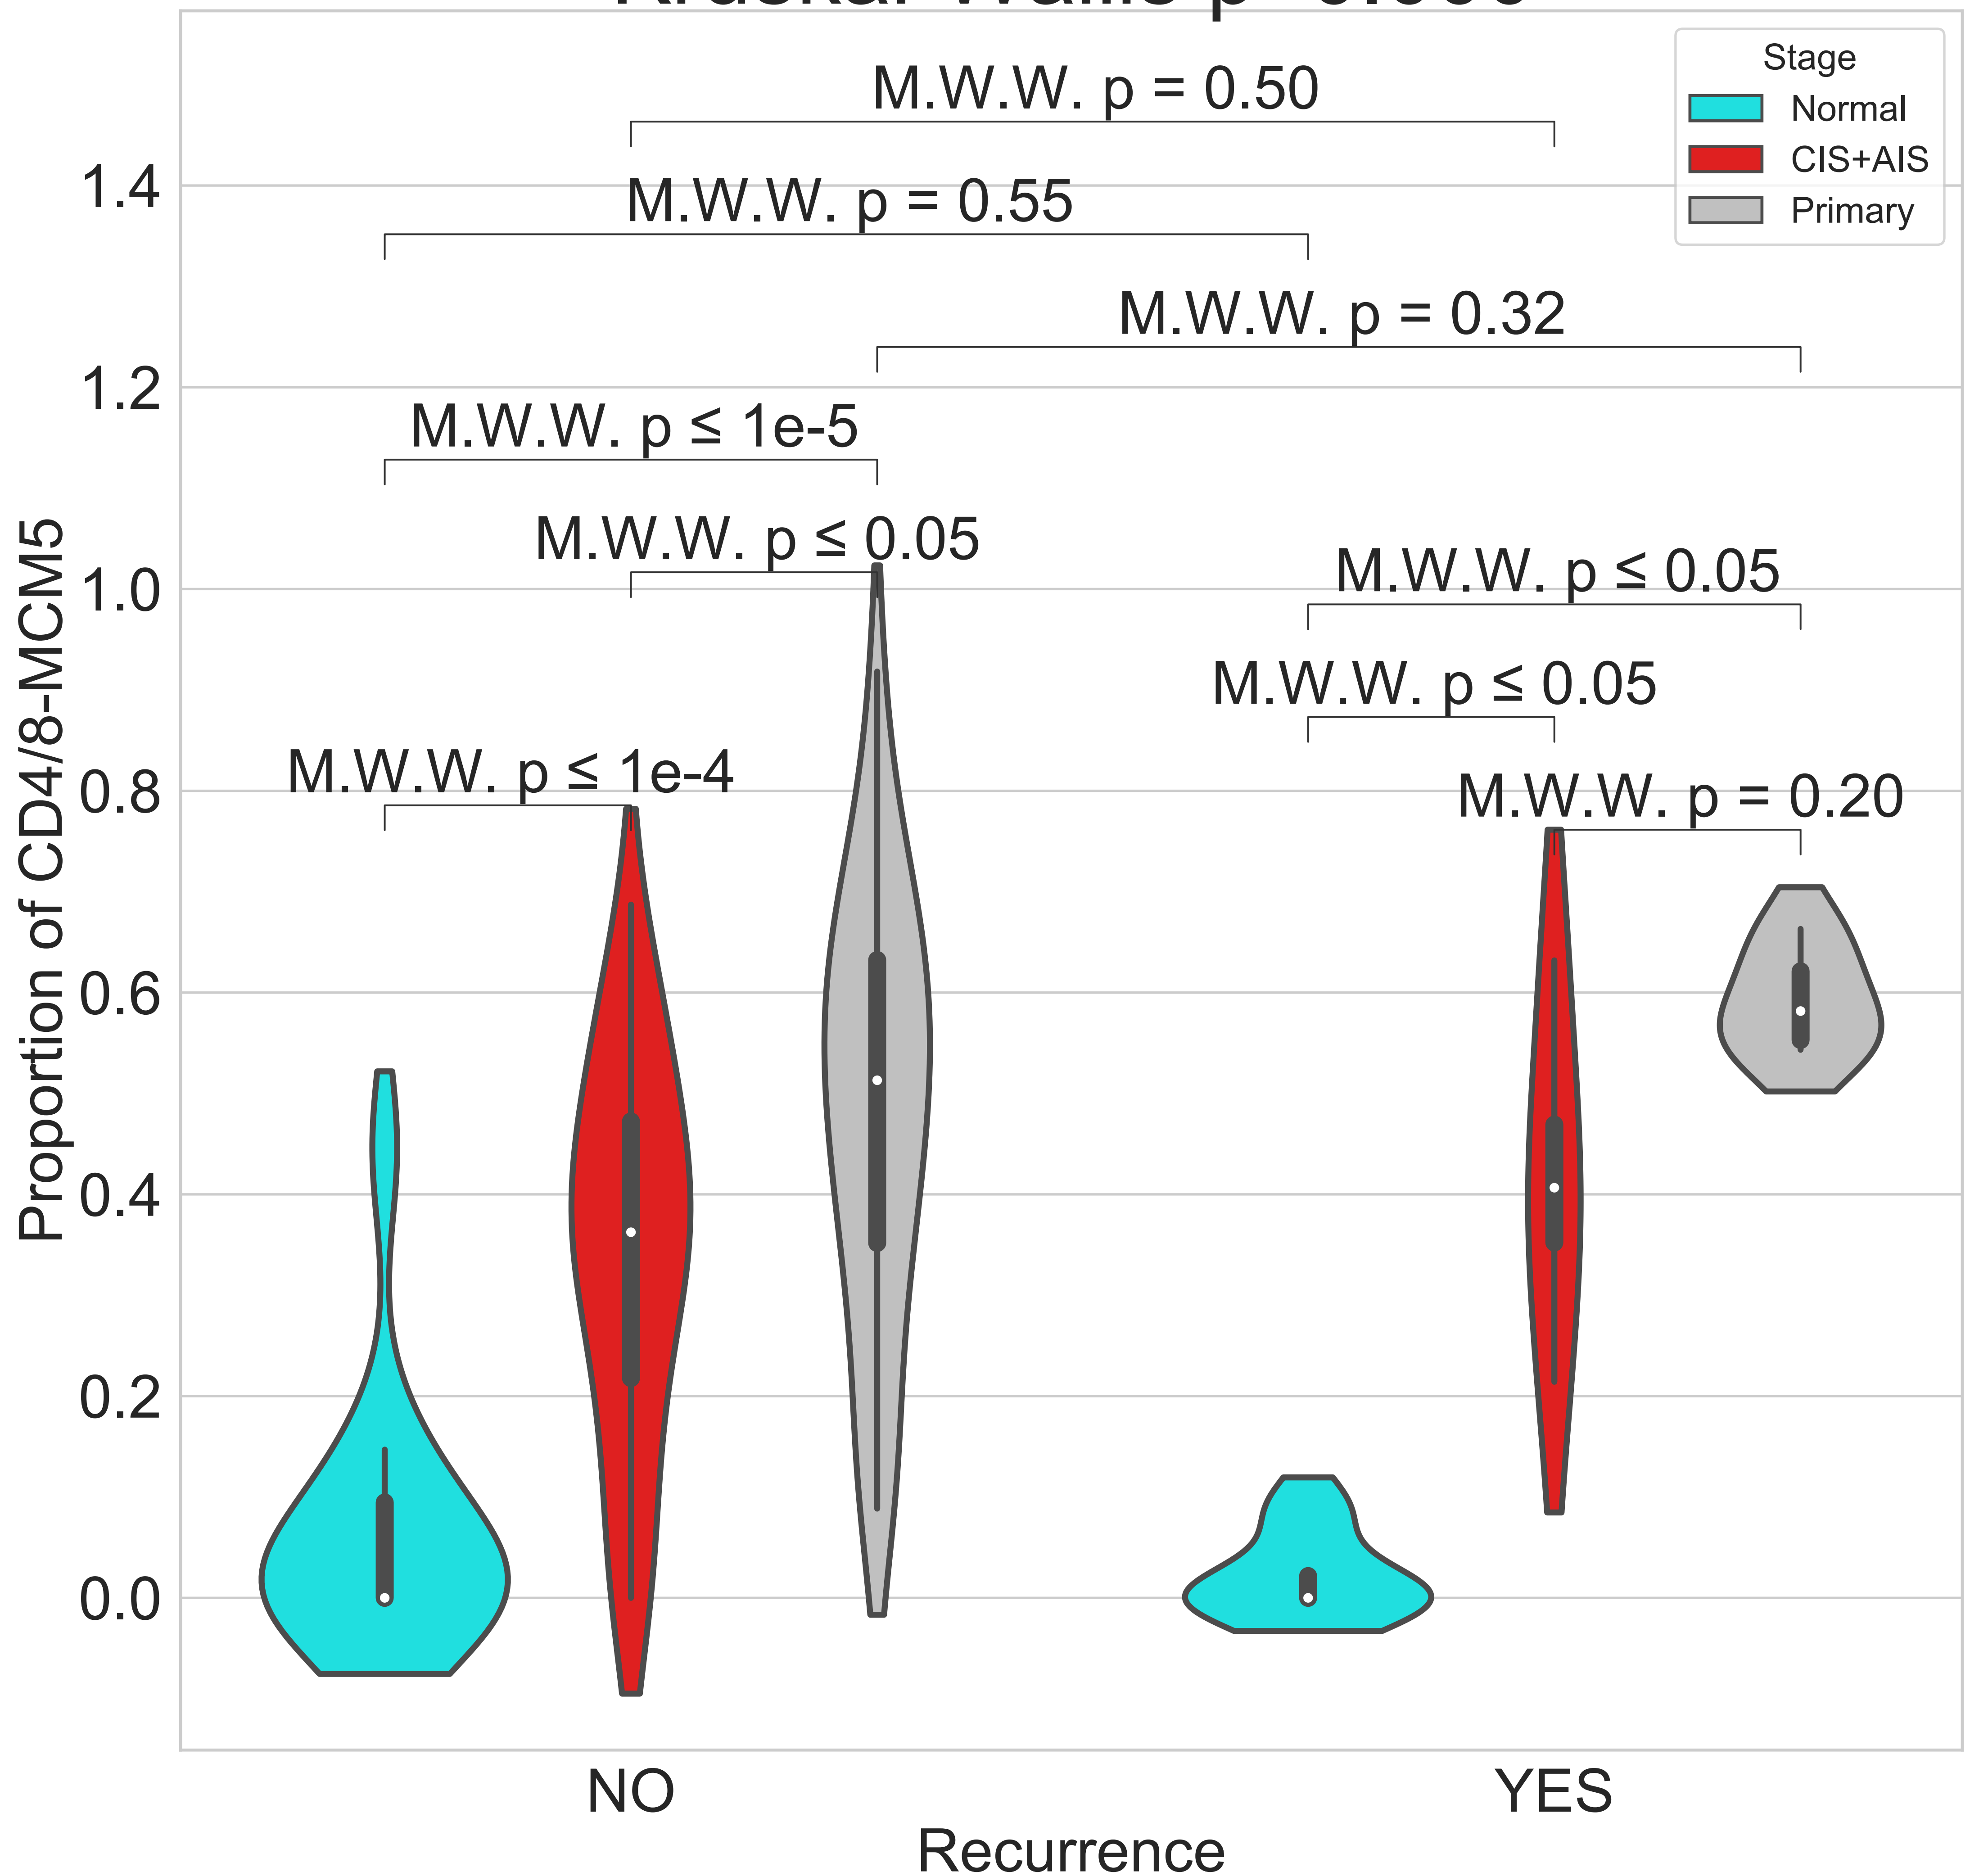 Stage
Normal
CIS+AIS
Primary
M.W.W. p = 0.50
M.W.W. p = 0.55
M.W.W. p = 0.32
M.W.W. p ≤ 1e-5
M.W.W. p ≤ 0.05
M.W.W. p ≤ 0.05
M.W.W. p ≤ 0.05
M.W.W. p ≤ 1e-4
M.W.W. p = 0.20
Proportion of CD4/8-MCM5
1.4
1.2
1.0
0.8
0.6
0.4
0.2
0.0
NO
YES
Recurrence